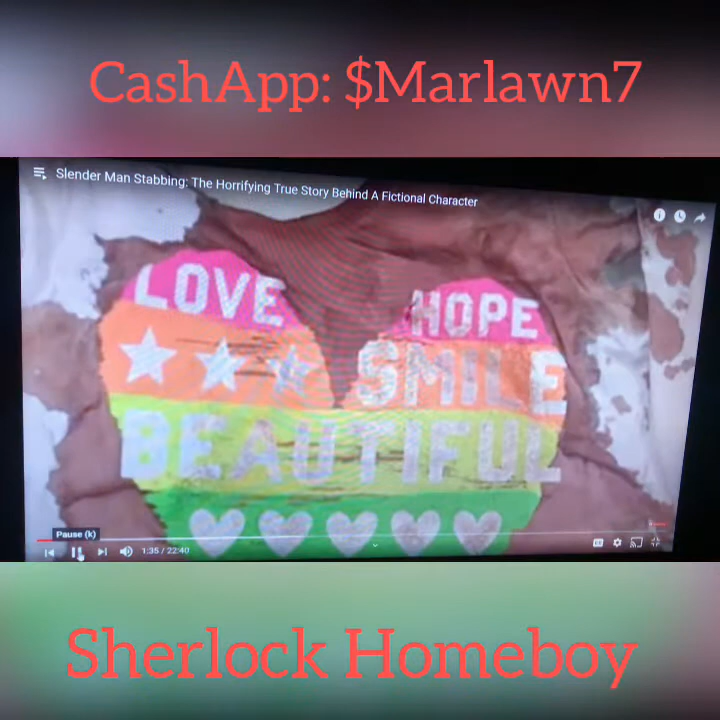 CashApp: $Marlawn7
Slender Man Stabbing: The Horrifying True Story Behind A Fictional Character
LOVE
HOPE
SMILE
BEAUTIFUL
Pause (k)
1:35 / 22:40
Sherlock Homeboy